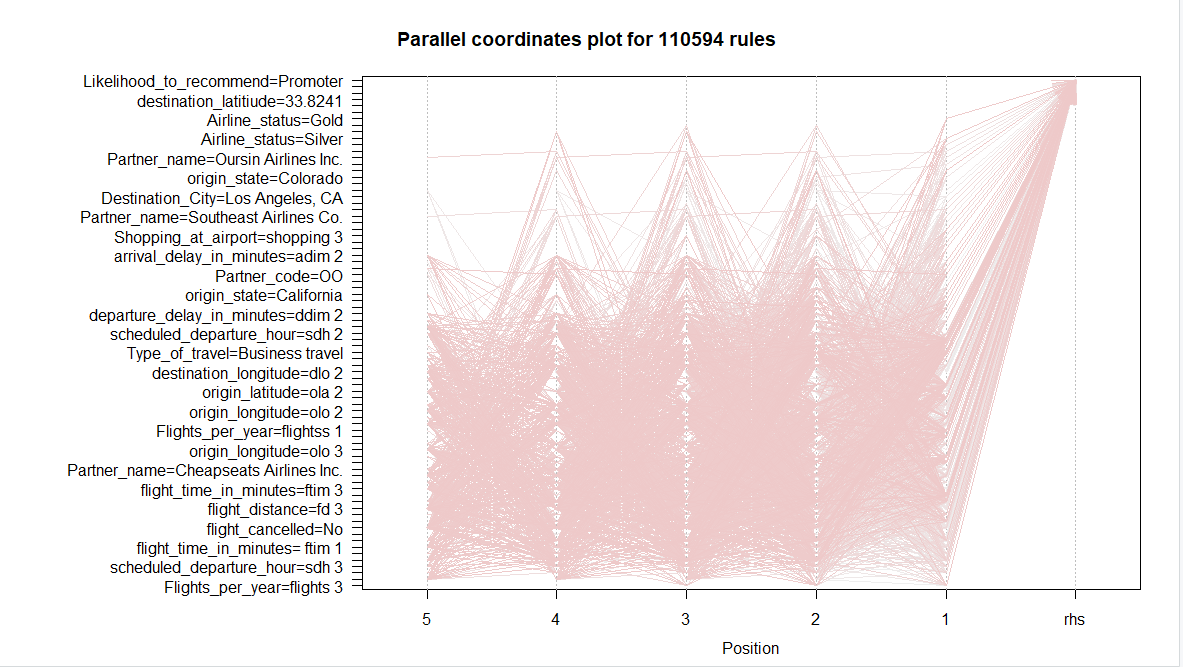 Parallel coordinates plot for 110594 rules
Likelihood_to_recommend=Promoter
destination_latitiude=33.8241
Airline_status=Gold
Airline_status=Silver
Partner_name=Oursin Airlines Inc.
origin_state=Colorado
Destination_City=Los Angeles, CA
Partner_name=Southeast Airlines Co.
Shopping_at_airport=shopping 3
arrival_delay_in_minutes=adim 2
Partner_code=OO
origin_state=California
departure_delay_in_minutes=ddim 2
scheduled_departure_hour=sdh 2
Type_of_travel=Business travel
destination_longitude=dlo 2
origin_latitude=ola 2
origin_longitude=olo 2
Flights_per_year=flightss 1
origin_longitude=olo 3
Partner_name=Cheapseats Airlines Inc.
flight_time_in_minutes=ftim 3
flight_distance=fd 3
flight_cancelled=No
flight_time_in_minutes= ftim 1
scheduled_departure_hour=sdh 3
Flights_per_year=flights 3
5 4 3 2 1 rhs
Position